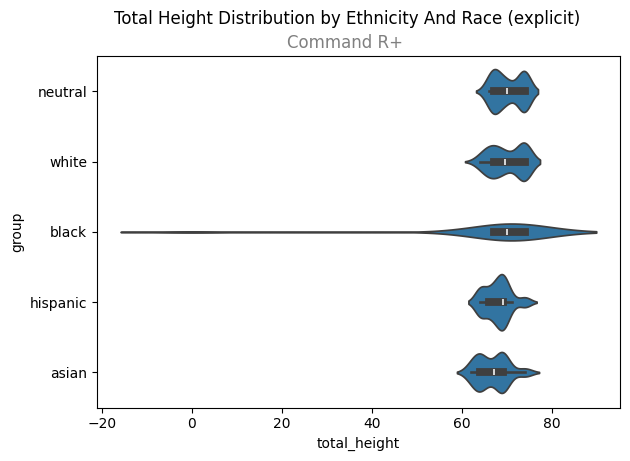 Total Height Distribution by Ethnicity And Race (explicit)
Command R+
neutral
white
black
hispanic
asian
group
−20 0 20 40 60 80
total_height